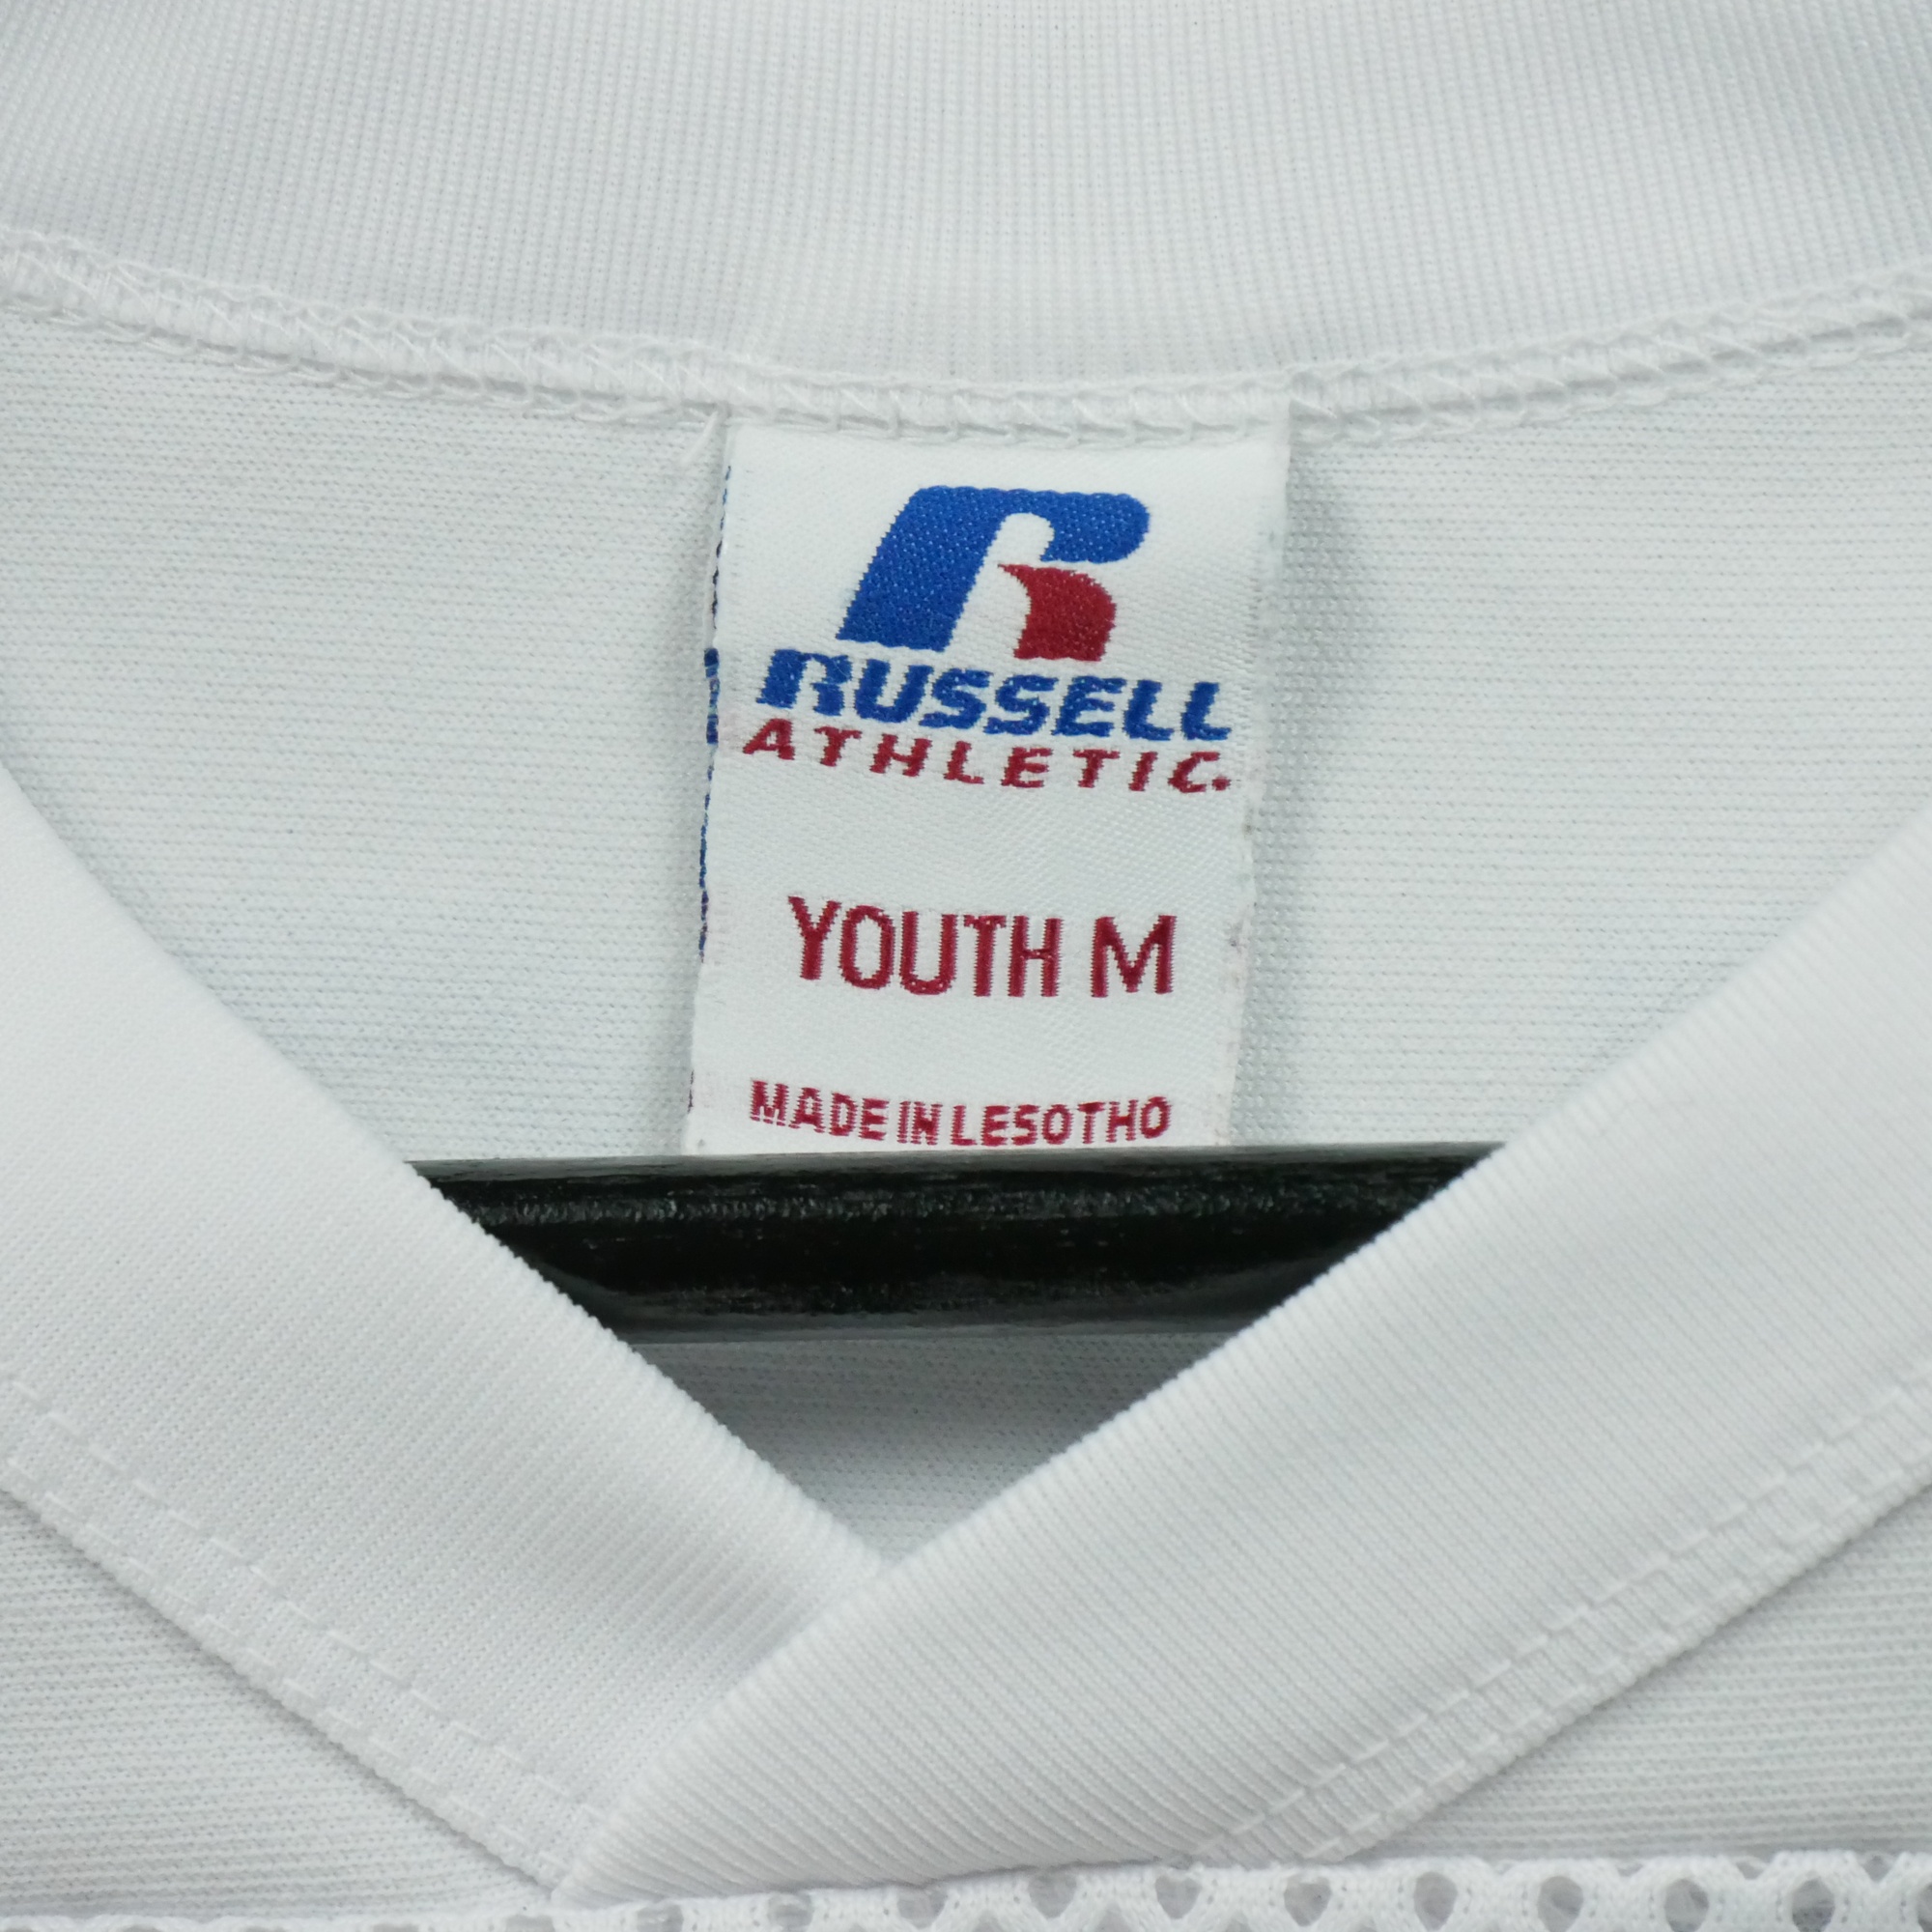 RUSSELL
ATHLETIC.
YOUTH M
MADE IN LESOTHO